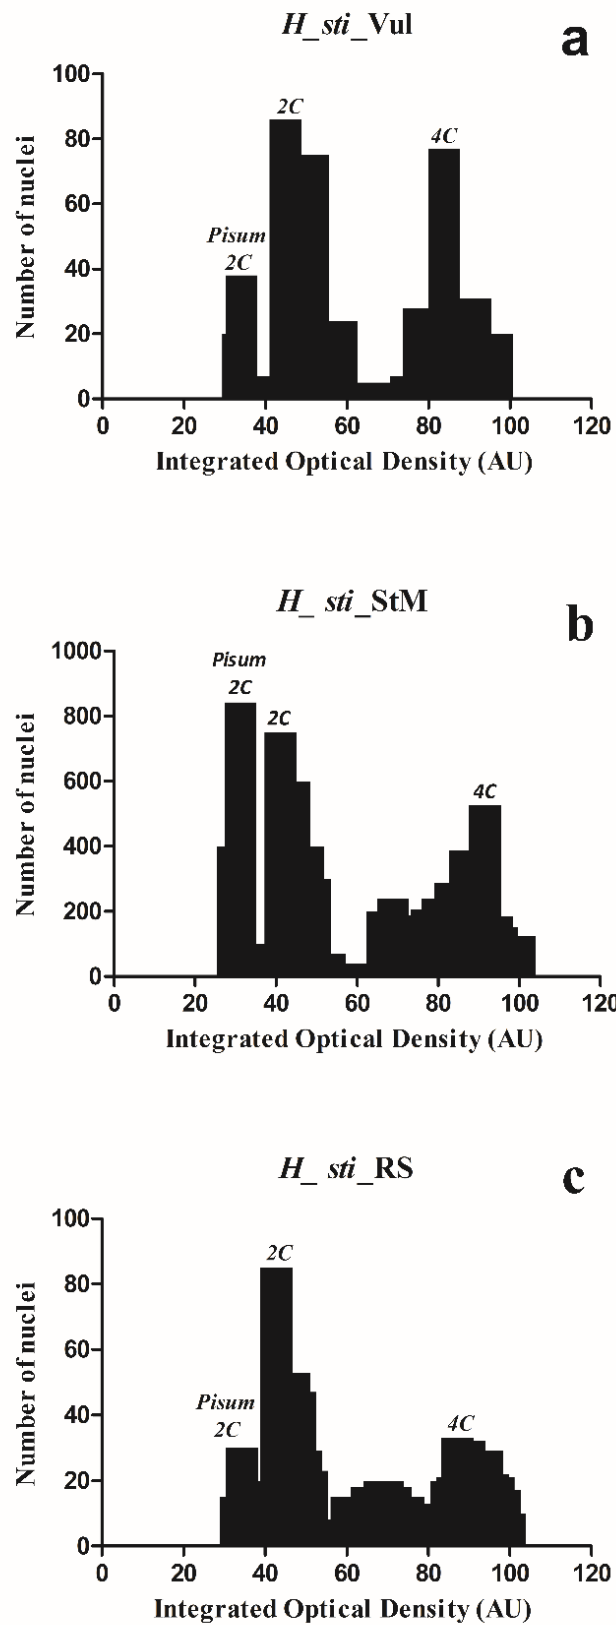 H_sti_Vul
a
100
80
60
40
20
0
Number of nuclei
Pisum
2C
2C
4C
0 20 40 60 80 100 120
Integrated Optical Density (AU)
H_ sti_StM
b
1000
800
600
400
200
0
Number of nuclei
Pisum
2C
2C
4C
0 20 40 60 80 100 120
Integrated Optical Density (AU)
H_ sti_RS
c
100
80
60
40
20
0
Number of nuclei
Pisum
2C
2C
4C
0 20 40 60 80 100 120
Integrated Optical Density (AU)